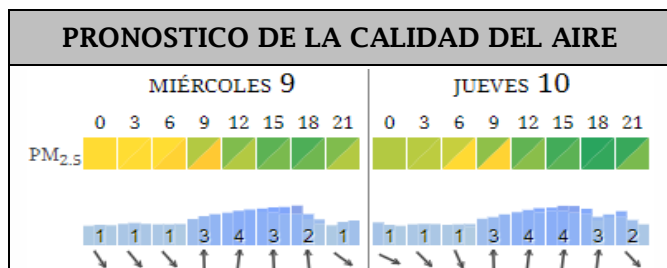 PRONOSTICO DE LA CALIDAD DEL AIRE
MIÉRCOLES 9 JUEVES 10
0 3 6 9 12 15 18 21 0 3 6 9 12 15 18 21
PM2.5
1 1 1 3 4 3 2 1 1 1 1 3 4 4 3 2